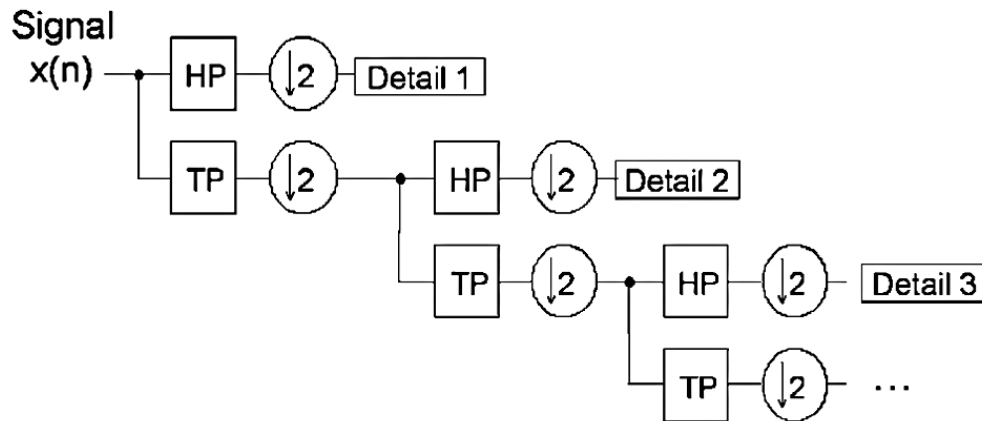 Signal
x(n) HP ↓2 Detail 1
TP ↓2 HP ↓2 Detail 2
TP ↓2 HP ↓2 Detail 3
TP ↓2 ...